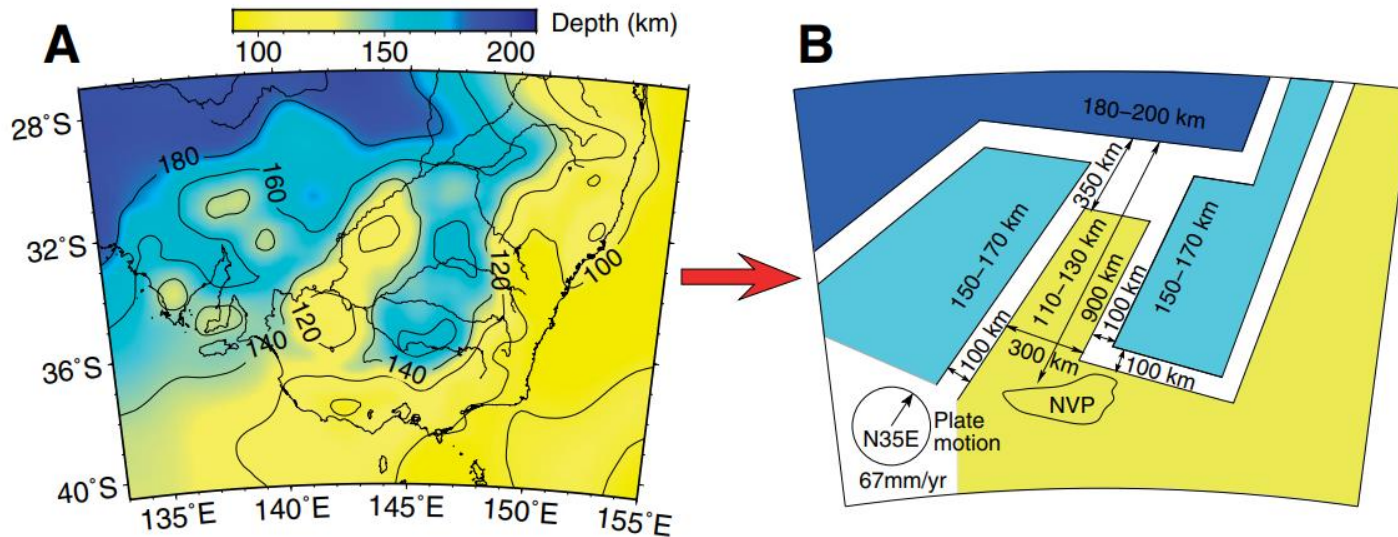 A
Depth (km)
100 150 200
28°S
32°S
36°S
40°S
135°E
140°E
145°E
150°E
155°E
180
160
120
100
120
140
140
B
180–200 km
350 km
150–170 km
150–170 km
110–130 km
900 km
100 km
100 km
300 km
100 km
NVP
N35E
Plate
motion
67mm/yr